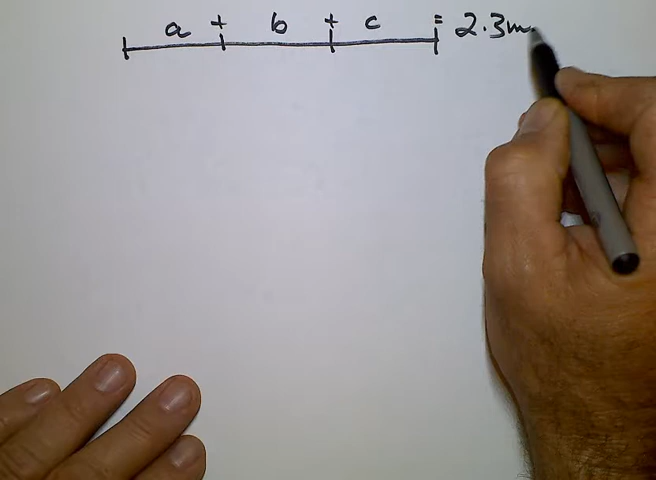 a + b + c = 2.3m